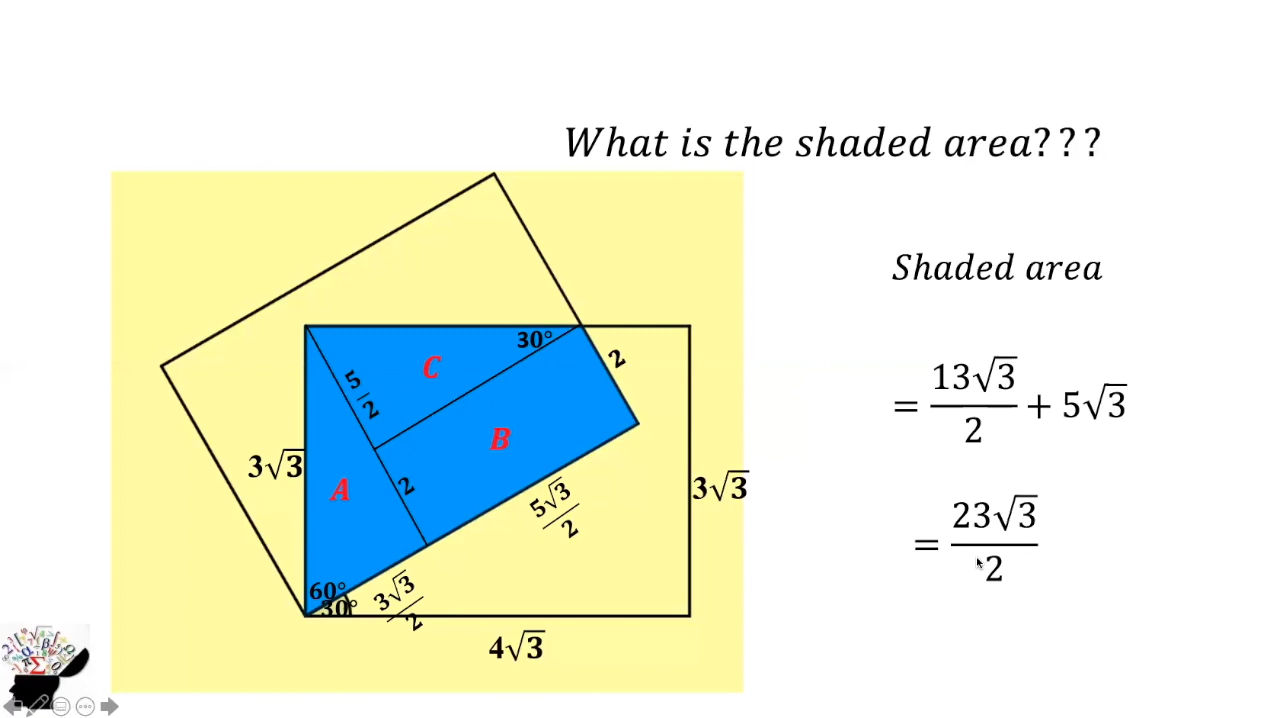 What is the shaded area???
Shaded area
= 13√3/2 + 5√3
= 23√3/2
30°
C
5/2
2
B
3√3
A
2
3√3
5√3/2
60°
30°
3√3/2
4√3